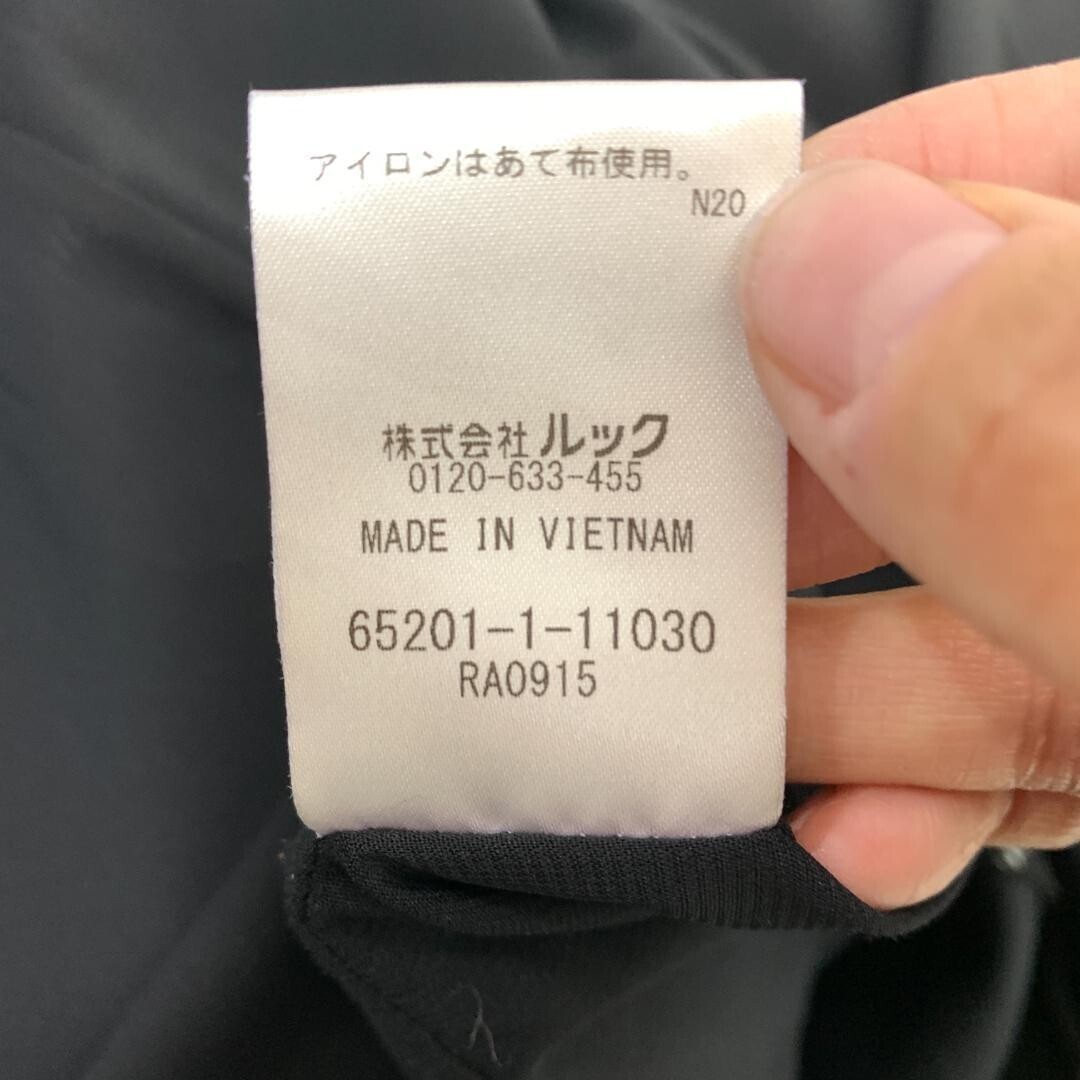 アイロンはあて布使用。
N20
株式会社 ルック
0120-633-455
MADE IN VIETNAM
65201-1-11030
RA0915